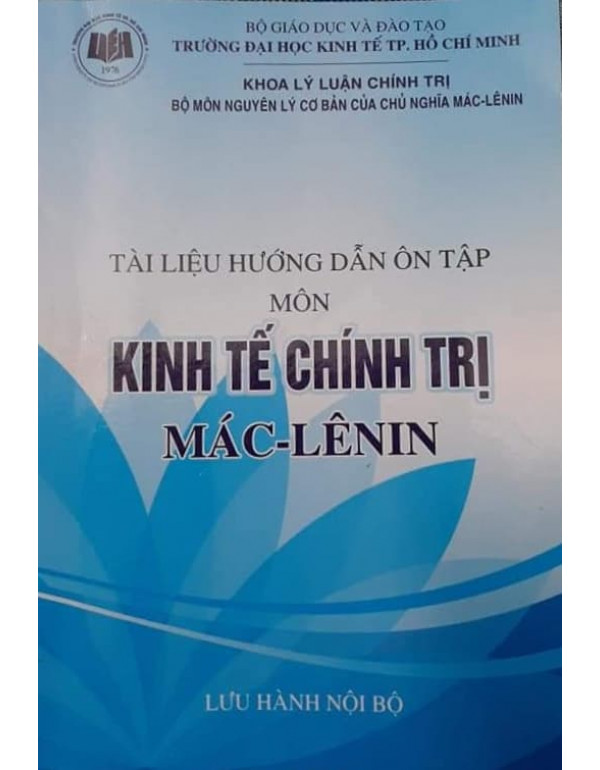 BỘ GIÁO DỤC VÀ ĐÀO TẠO
TRƯỜNG ĐẠI HỌC KINH TẾ TP. HỒ CHÍ MINH
KHOA LÝ LUẬN CHÍNH TRỊ
BỘ MÔN NGUYÊN LÝ CƠ BẢN CỦA CHỦ NGHĨA MÁC-LÊNIN
UEH
1976
TÀI LIỆU HƯỚNG DẪN ÔN TẬP
MÔN
KINH TẾ CHÍNH TRỊ
MÁC-LÊNIN
LƯU HÀNH NỘI BỘ